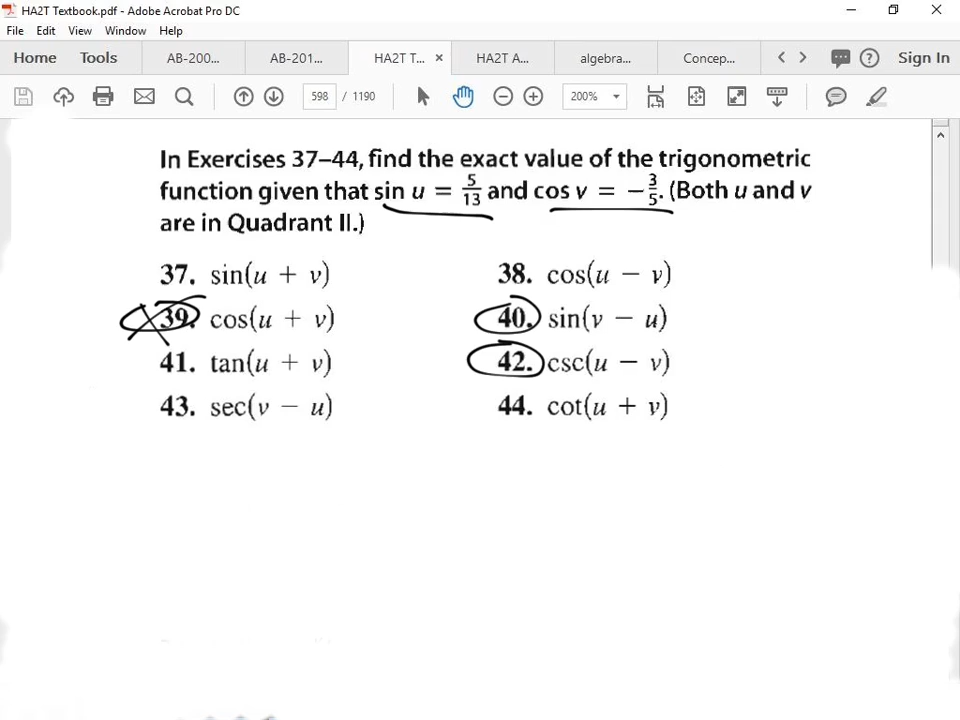 HA2T Textbook.pdf - Adobe Acrobat Pro DC
File Edit View Window Help
Home Tools AB-200... AB-201... HA2T T... × HA2T A... algebra... Concep... Sign In
598 / 1190 200%
In Exercises 37–44, find the exact value of the trigonometric
function given that sin u = 5/13 and cos v = −3/5. (Both u and v
are in Quadrant II.)
37. sin(u + v) 38. cos(u − v)
39. cos(u + v) 40. sin(v − u)
41. tan(u + v) 42. csc(u − v)
43. sec(v − u) 44. cot(u + v)